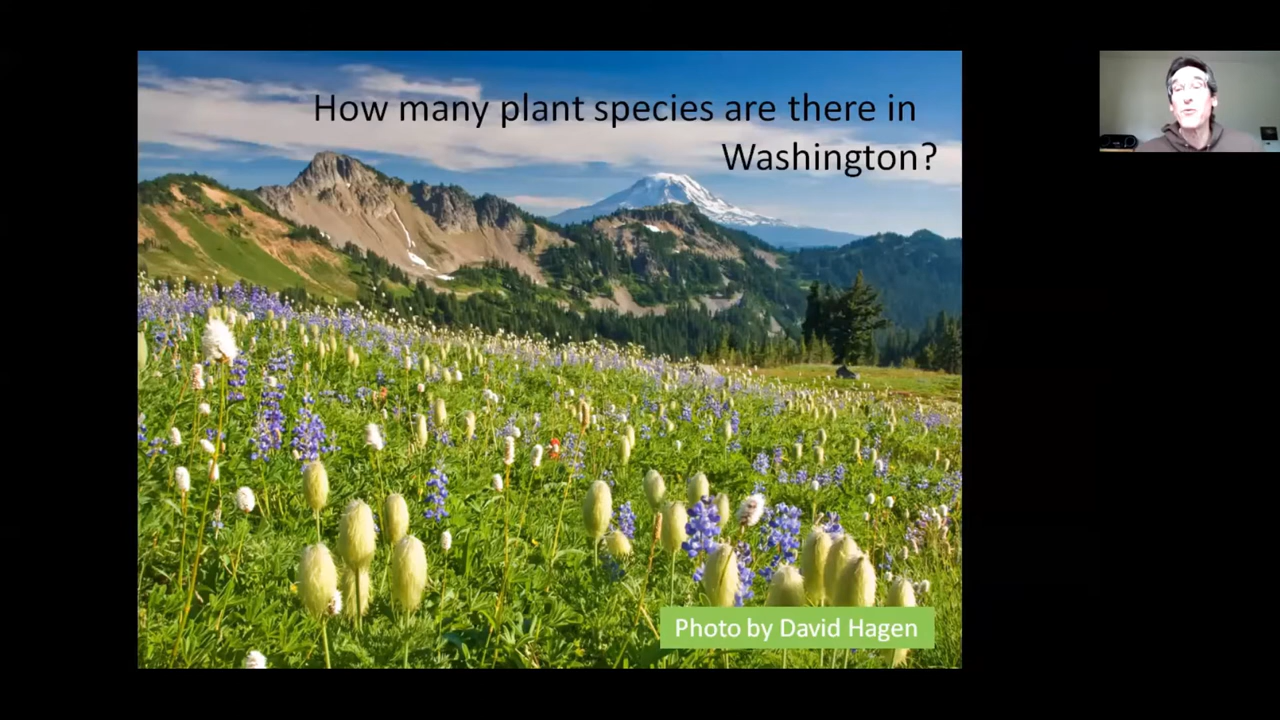 How many plant species are there in
Washington?
Photo by David Hagen